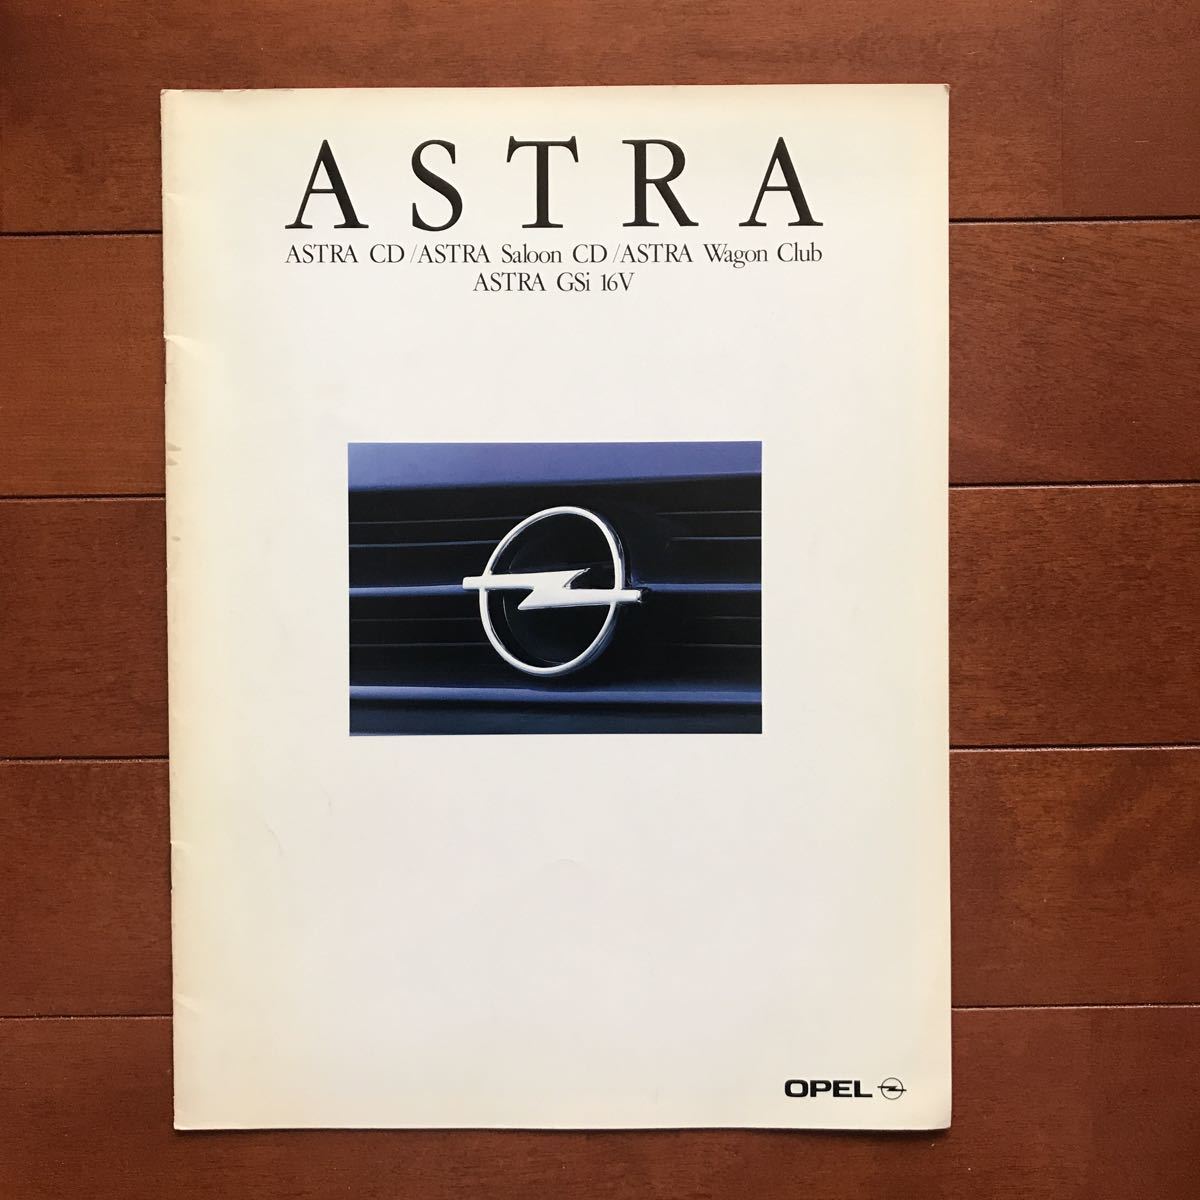 ASTRA
ASTRA CD / ASTRA Saloon CD / ASTRA Wagon Club
ASTRA GSi 16V
OPEL